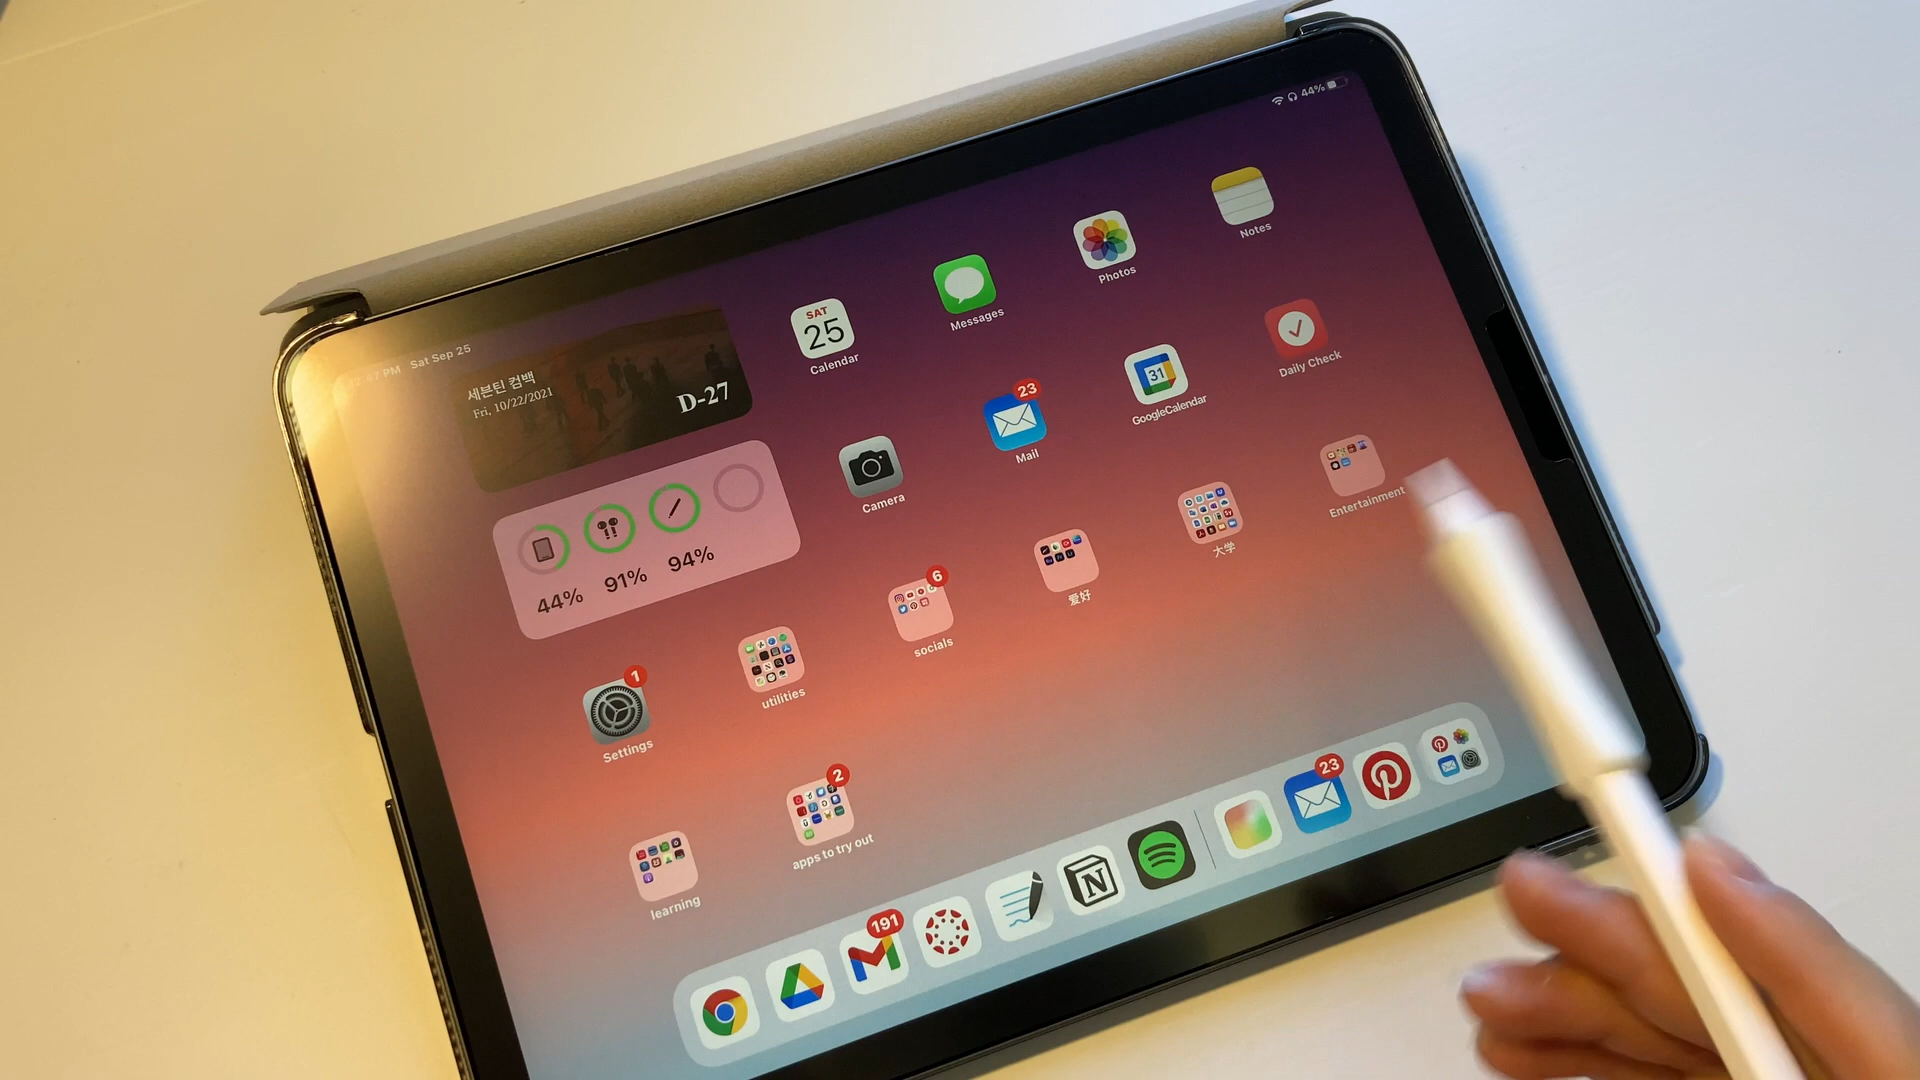 PM Sat Sep 25
44%
세븐틴 컴백
Fri, 10/22/2021
D-27
SAT
25
Calendar
Messages
Photos
Notes
44%
91%
94%
Camera
23
Mail
31
GoogleCalendar
Daily Check
1
Settings
utilities
6
socials
爱好
大学
Entertainment
learning
2
apps to try out
191
N
23